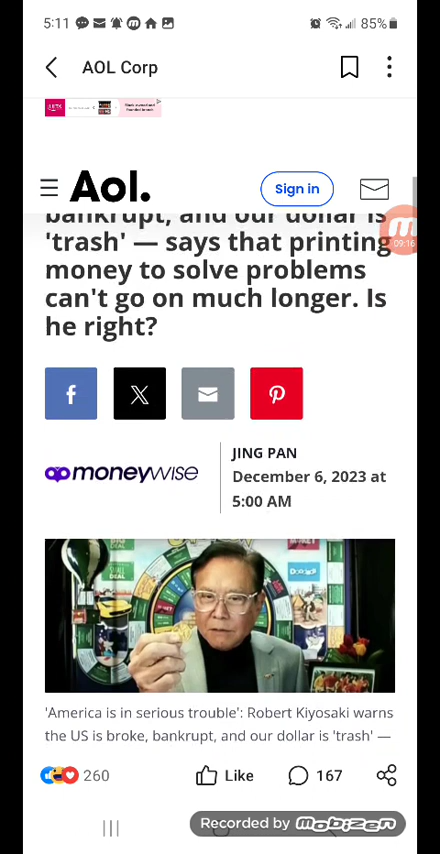 5:11
85%
AOL Corp
Aol.
Sign in
09:16
bankrupt, and our dollar is
'trash' — says that printing
money to solve problems
can't go on much longer. Is
he right?
moneywise
JING PAN
December 6, 2023 at
5:00 AM
'America is in serious trouble': Robert Kiyosaki warns
the US is broke, bankrupt, and our dollar is 'trash' —
260
Like
167
Recorded by mobizen